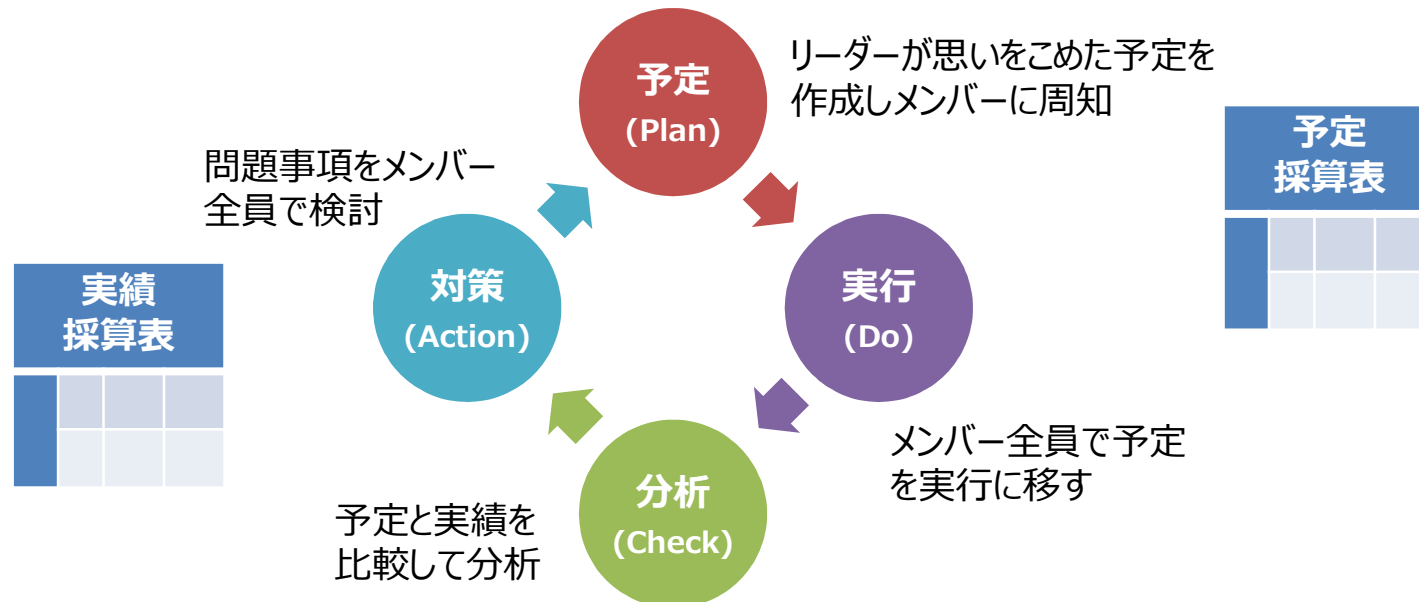 予定
(Plan)
リーダーが思いをこめた予定を
作成しメンバーに周知
予定
採算表
問題事項をメンバー
全員で検討
対策
(Action)
実行
(Do)
実績
採算表
メンバー全員で予定
を実行に移す
分析
(Check)
予定と実績を
比較して分析